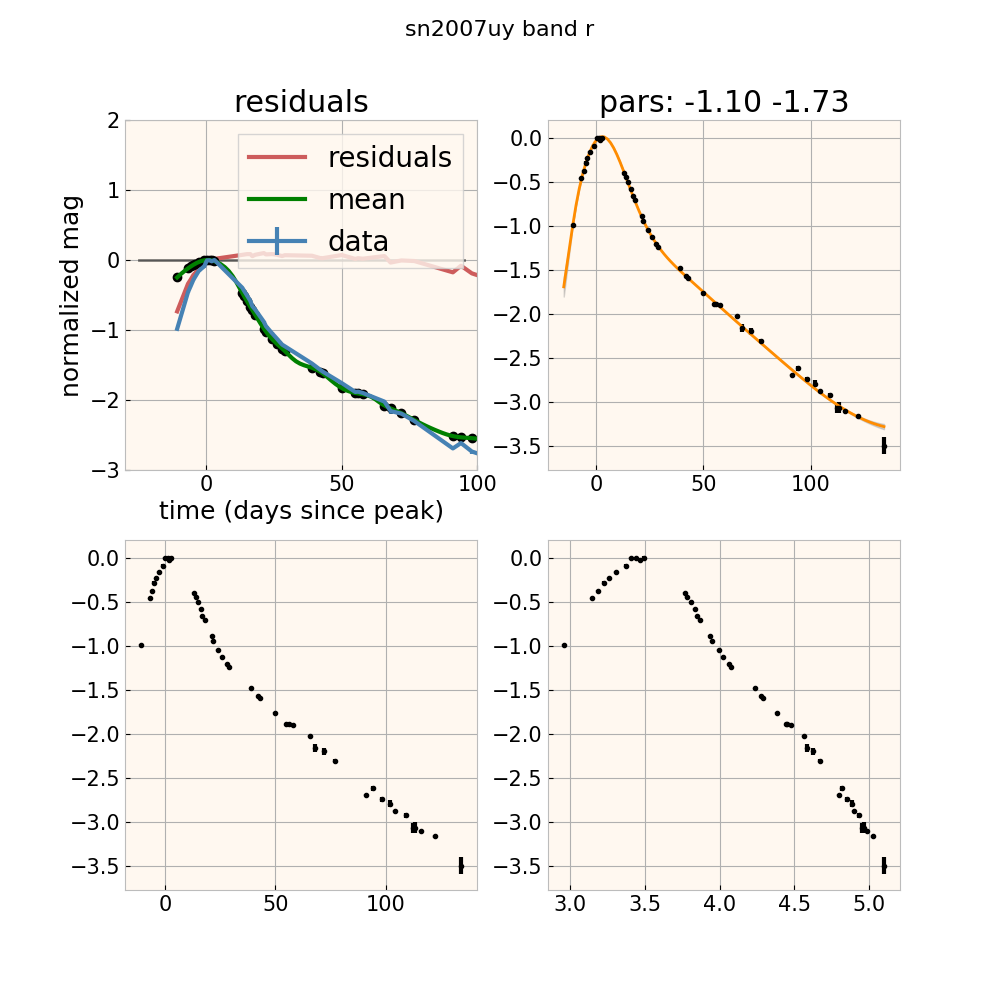 sn2007uy band r
residuals
pars: -1.10 -1.73
normalized mag
2
1
0
−1
−2
−3
residuals
mean
data
0 50 100
time (days since peak)
0.0
−0.5
−1.0
−1.5
−2.0
−2.5
−3.0
−3.5
0 50 100
0.0
−0.5
−1.0
−1.5
−2.0
−2.5
−3.0
−3.5
0 50 100
0.0
−0.5
−1.0
−1.5
−2.0
−2.5
−3.0
−3.5
3.0 3.5 4.0 4.5 5.0